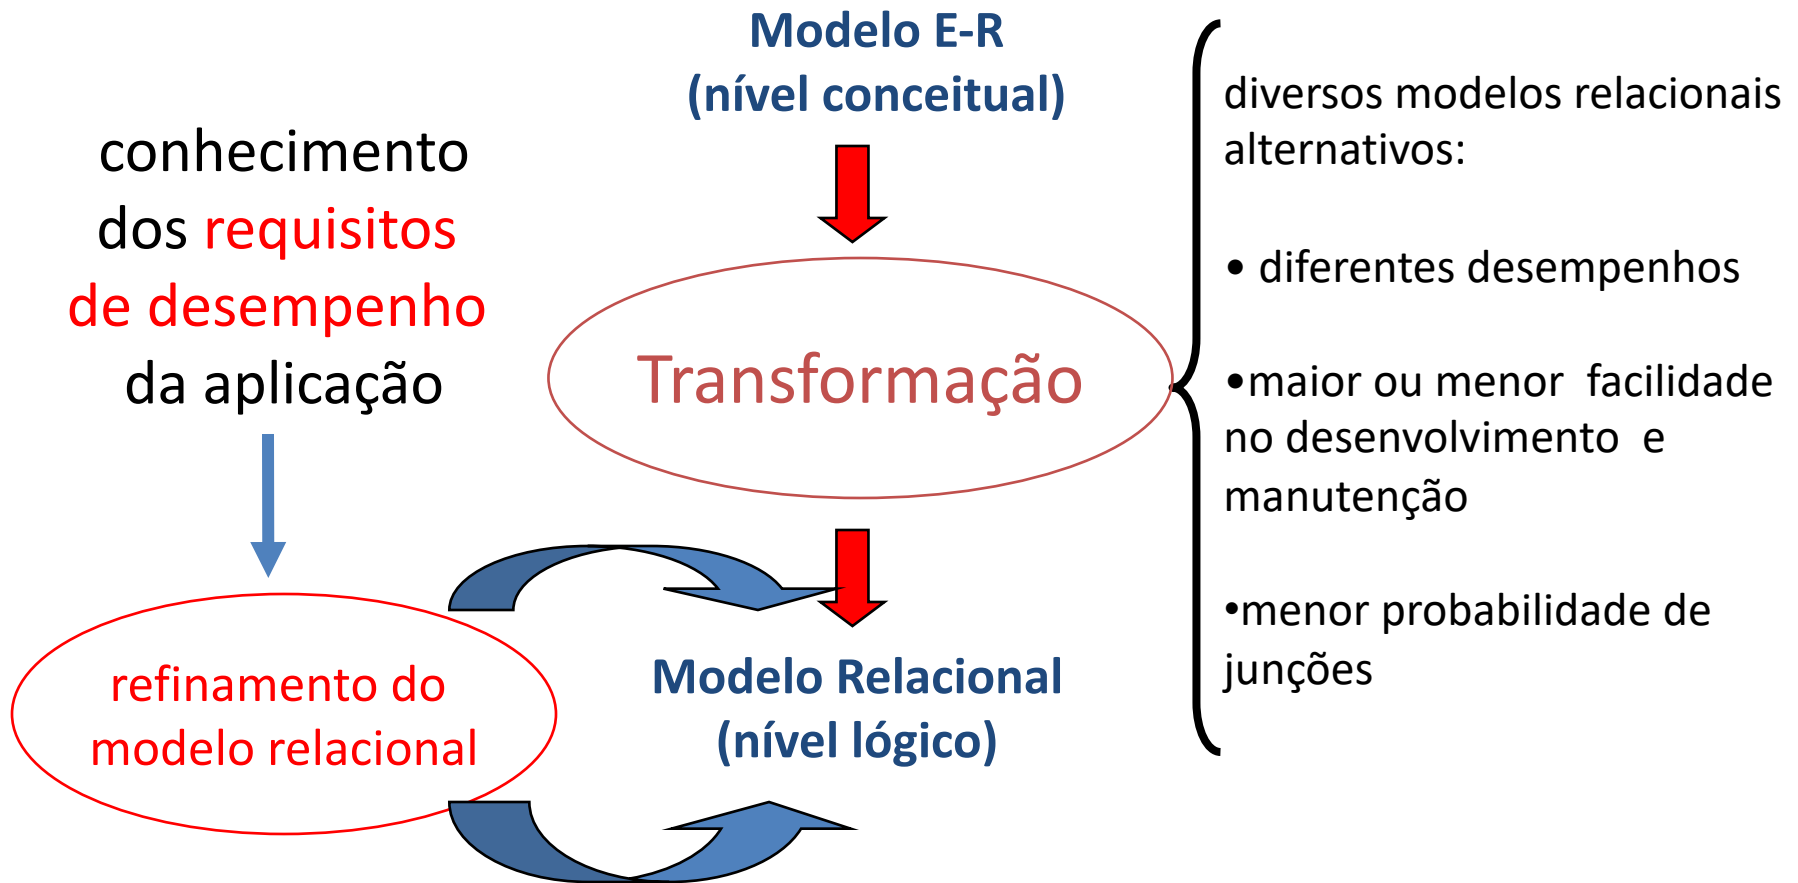 Modelo E-R
(nível conceitual)
conhecimento
dos requisitos
de desempenho
da aplicação
Transformação
refinamento do
modelo relacional
Modelo Relacional
(nível lógico)
diversos modelos relacionais
alternativos:
• diferentes desempenhos
•maior ou menor  facilidade
no desenvolvimento  e
manutenção
•menor probabilidade de
junções